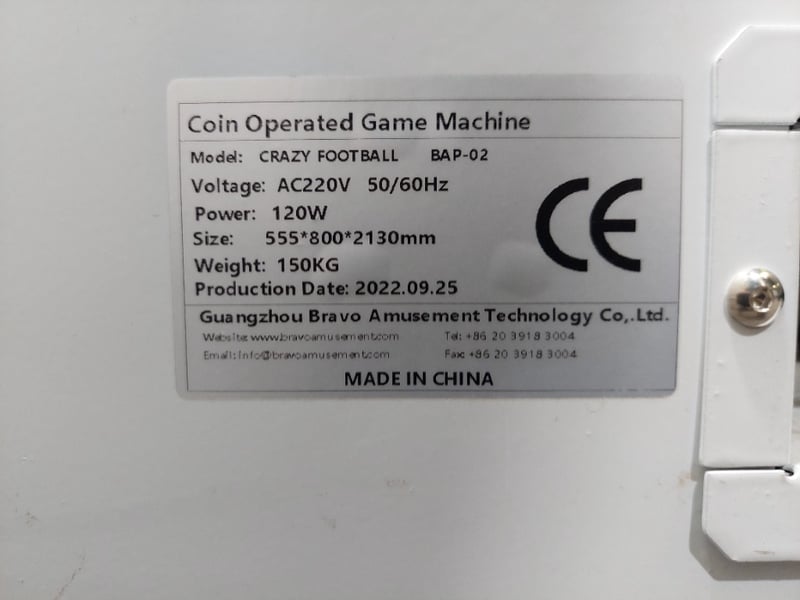 Coin Operated Game Machine
Model: CRAZY FOOTBALL BAP-02
Voltage: AC220V 50/60Hz
Power: 120W
Size: 555*800*2130mm
Weight: 150KG
Production Date: 2022.09.25
CE
Guangzhou Bravo Amusement Technology Co,.Ltd.
Website: www.bravoamusement.com Tel: +86 20 3918 3004
Email: info@bravoamusement.com Fax: +86 20 3918 3004
MADE IN CHINA